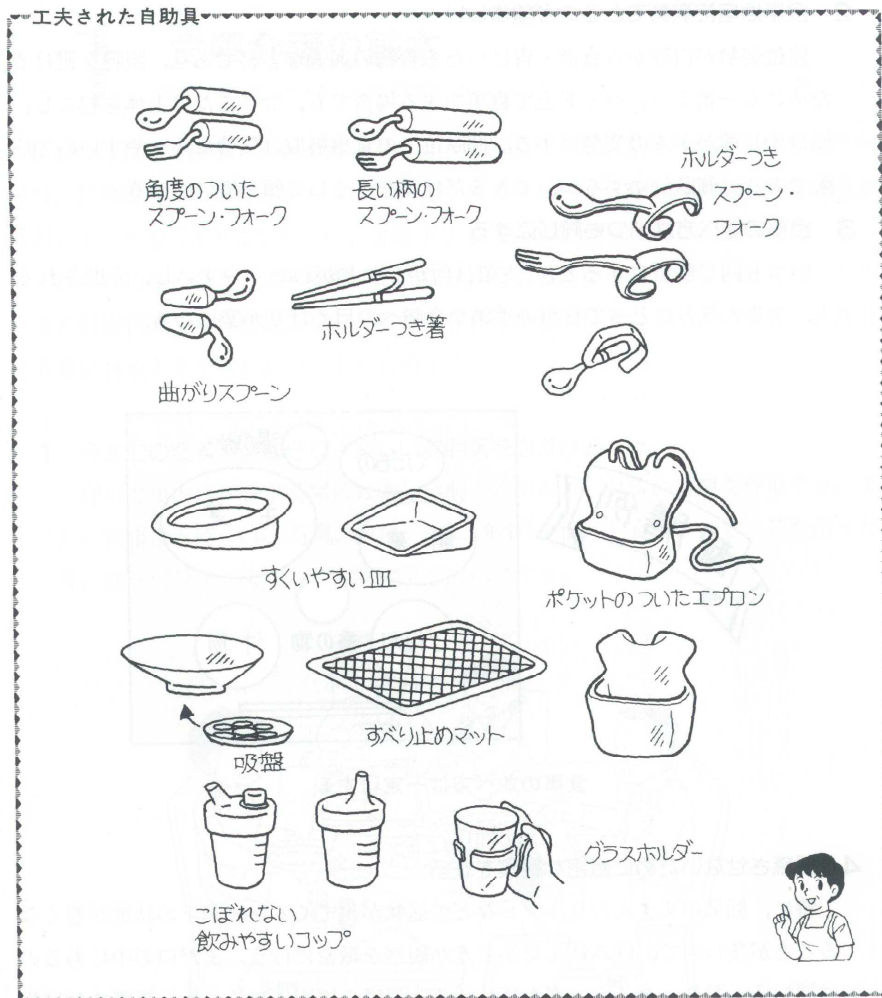 工夫された自助具
角度のついた
スプーン・フォーク
長い柄の
スプーン・フォーク
ホルダーつき
スプーン・
フォーク
ホルダーつき箸
曲がりスプーン
すくいやすい皿
ポケットのついたエプロン
すべり止めマット
吸盤
グラスホルダー
こぼれない
飲みやすいコップ